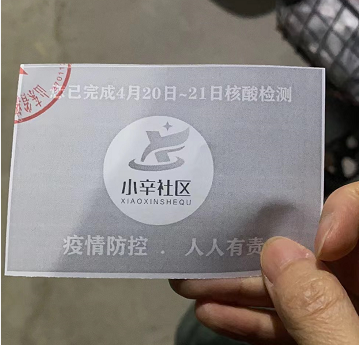 已完成4月20日~21日核酸检测
小辛社区
XIAOXINSHEQU
疫情防控 . 人人有责